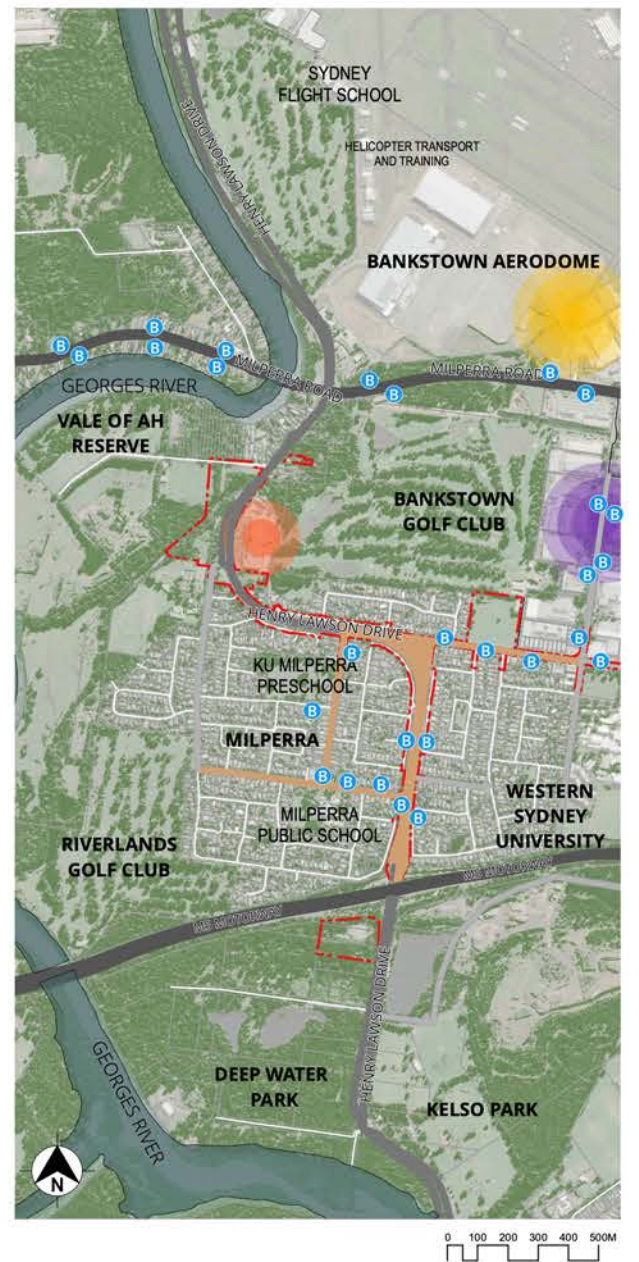 SYDNEY
FLIGHT SCHOOL
HENRY LAWSON DRIVE
HENRY LAWSON DRIVE
HELICOPTER TRANSPORT
AND TRAINING
BANKSTOWN AERODOME
B
B
B
B
B
B
MILPERRA ROAD
B
B
MILPERRA ROAD
B
B
GEORGES RIVER
VALE OF AH
RESERVE
BANKSTOWN
GOLF CLUB
B
B
B
B
HENRY LAWSON DRIVE
B
B
B
B
B
B
KU MILPERRA
PRESCHOOL
B
MILPERRA
B
B
B
B
B
B
B
MILPERRA
PUBLIC SCHOOL
WESTERN
SYDNEY
UNIVERSITY
RIVERLANDS
GOLF CLUB
M5 MOTORWAY
M5 MOTORWAY
HENRY LAWSON DRIVE
DEEP WATER
PARK
KELSO PARK
GEORGES RIVER
N
0 100 200 300 400 500M